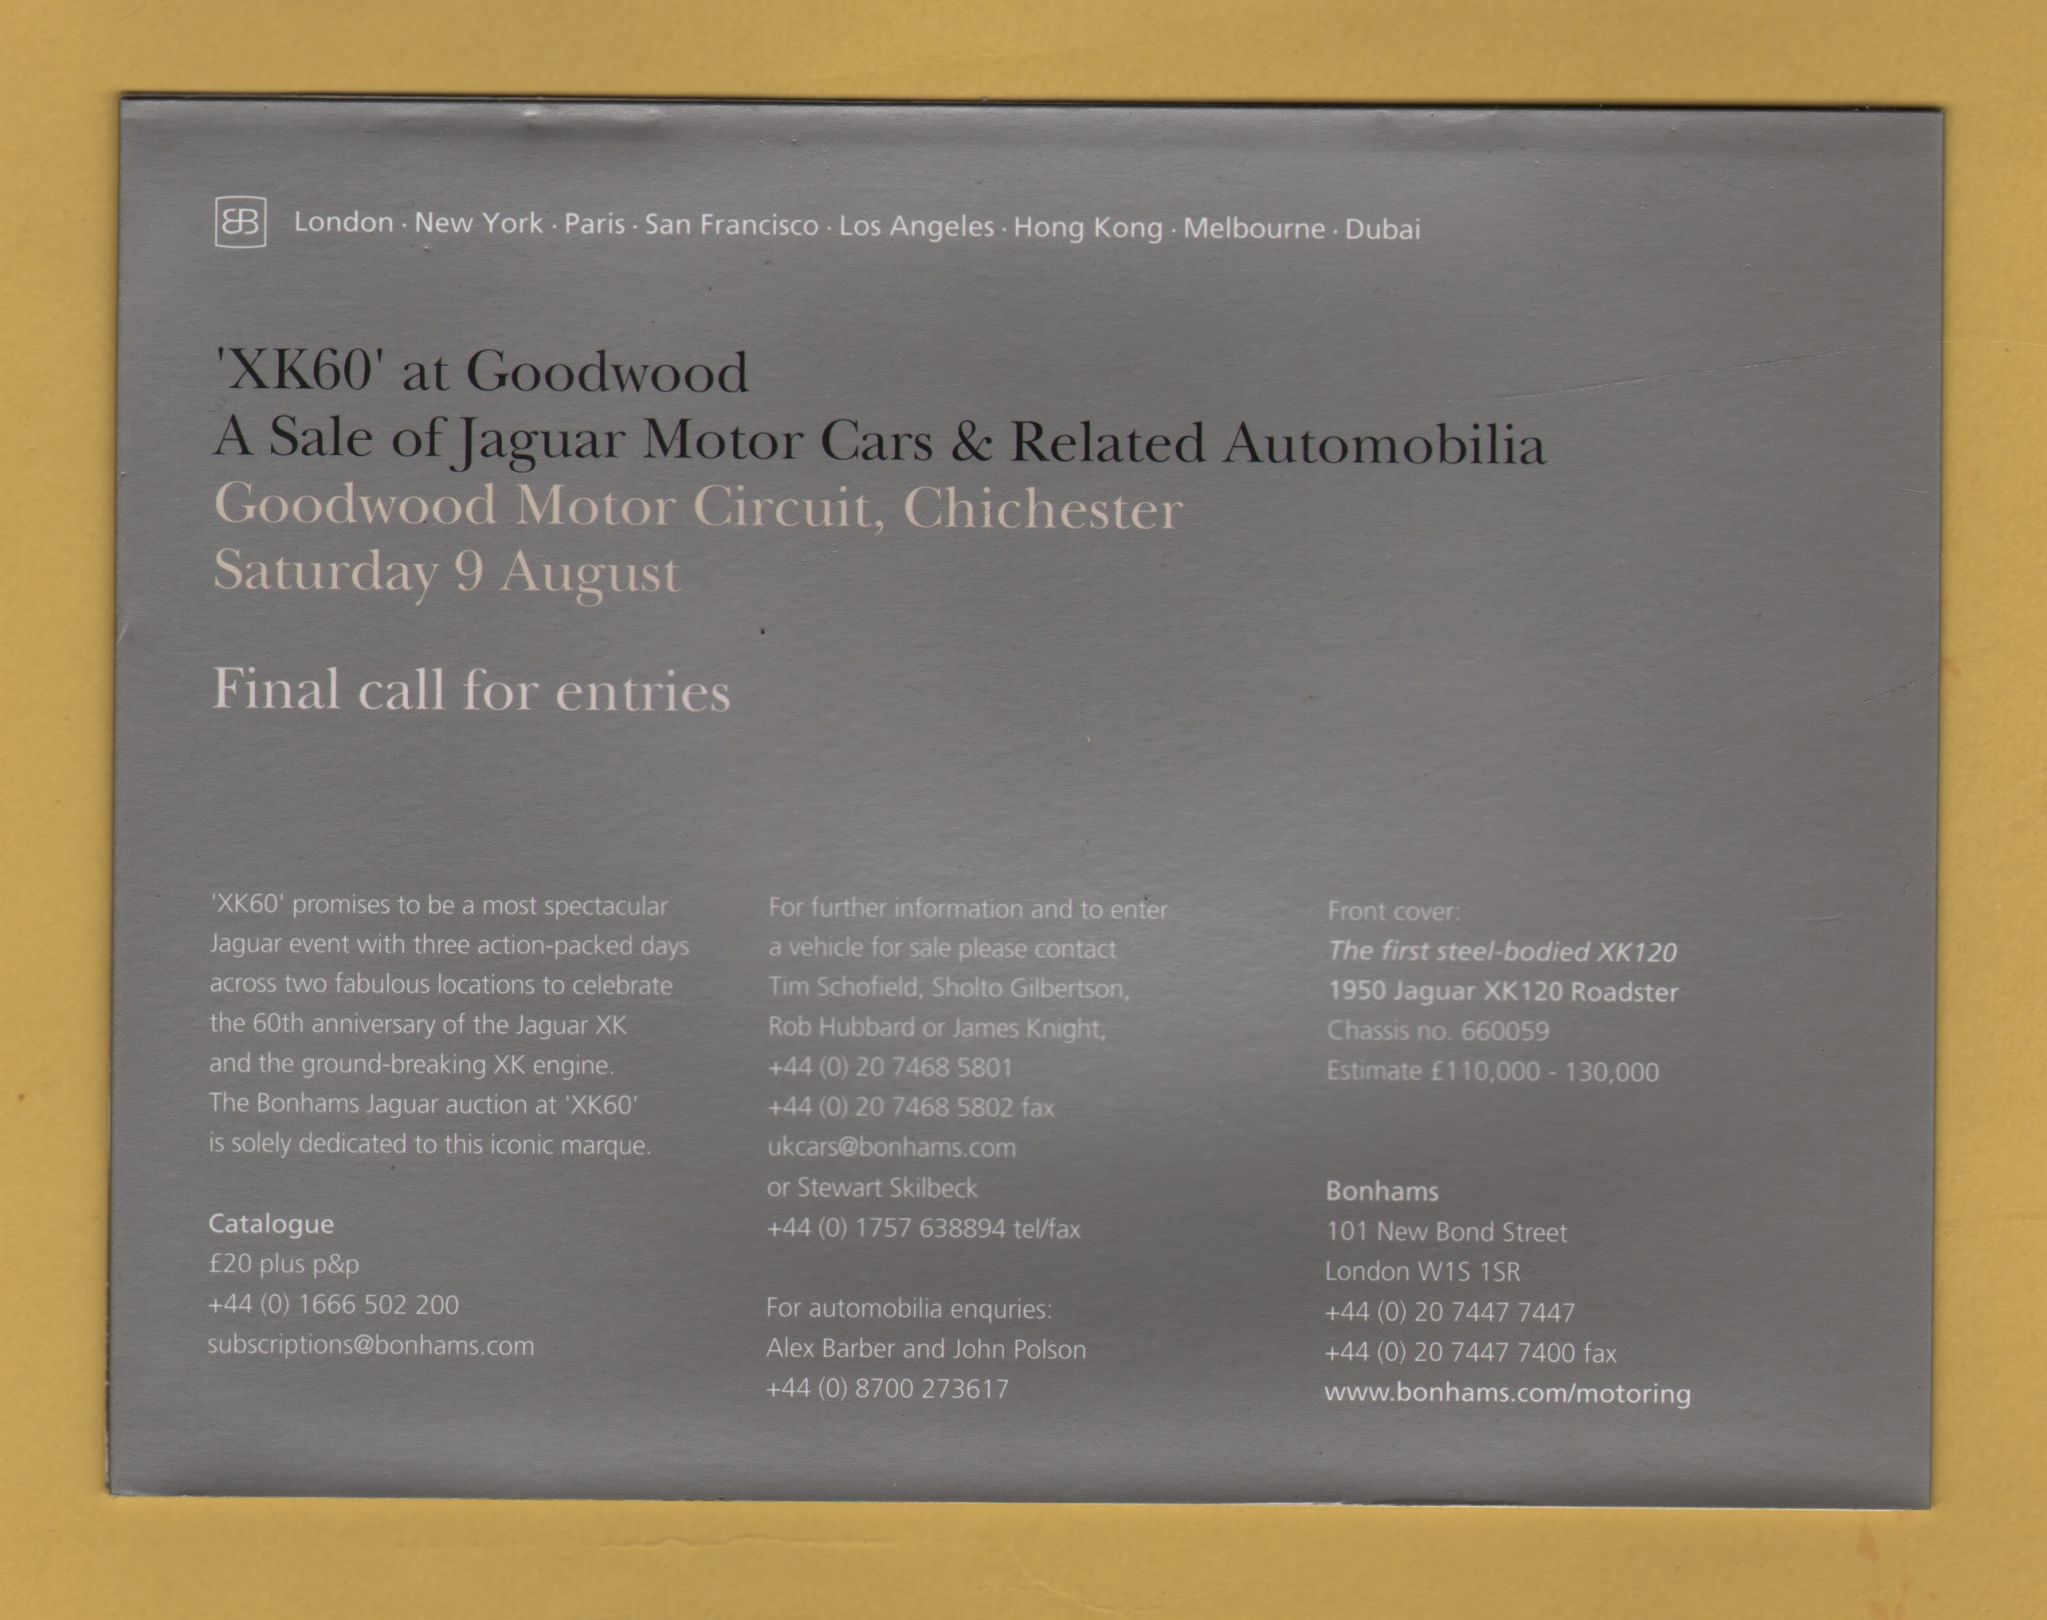 London · New York · Paris · San Francisco · Los Angeles · Hong Kong · Melbourne · Dubai
'XK60' at Goodwood
A Sale of Jaguar Motor Cars & Related Automobilia
Goodwood Motor Circuit, Chichester
Saturday 9 August
Final call for entries
'XK60' promises to be a most spectacular
Jaguar event with three action-packed days
across two fabulous locations to celebrate
the 60th anniversary of the Jaguar XK
and the ground-breaking XK engine.
The Bonhams Jaguar auction at 'XK60'
is solely dedicated to this iconic marque.
Catalogue
£20 plus p&p
+44 (0) 1666 502 200
subscriptions@bonhams.com
For further information and to enter
a vehicle for sale please contact
Tim Schofield, Sholto Gilbertson,
Rob Hubbard or James Knight,
+44 (0) 20 7468 5801
+44 (0) 20 7468 5802 fax
ukcars@bonhams.com
or Stewart Skilbeck
+44 (0) 1757 638894 tel/fax
For automobilia enquries:
Alex Barber and John Polson
+44 (0) 8700 273617
Front cover:
The first steel-bodied XK120
1950 Jaguar XK120 Roadster
Chassis no. 660059
Estimate £110,000 - 130,000
Bonhams
101 New Bond Street
London W1S 1SR
+44 (0) 20 7447 7447
+44 (0) 20 7447 7400 fax
www.bonhams.com/motoring